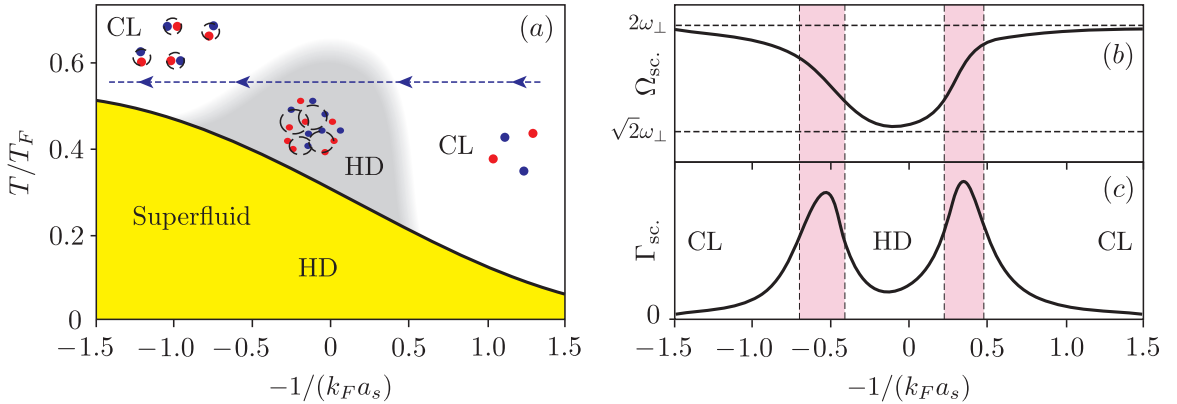 CL
(a)
0.6
0.4
0.2
0
T/T_F
HD
CL
Superfluid
HD
−1.5 −1.0 −0.5 0 0.5 1.0 1.5
−1/(k_F a_s)
2ω⊥
(b)
Ω_sc.
√2ω⊥
(c)
Γ_sc.
CL HD CL
0
−1.5 −1.0 −0.5 0 0.5 1.0 1.5
−1/(k_F a_s)